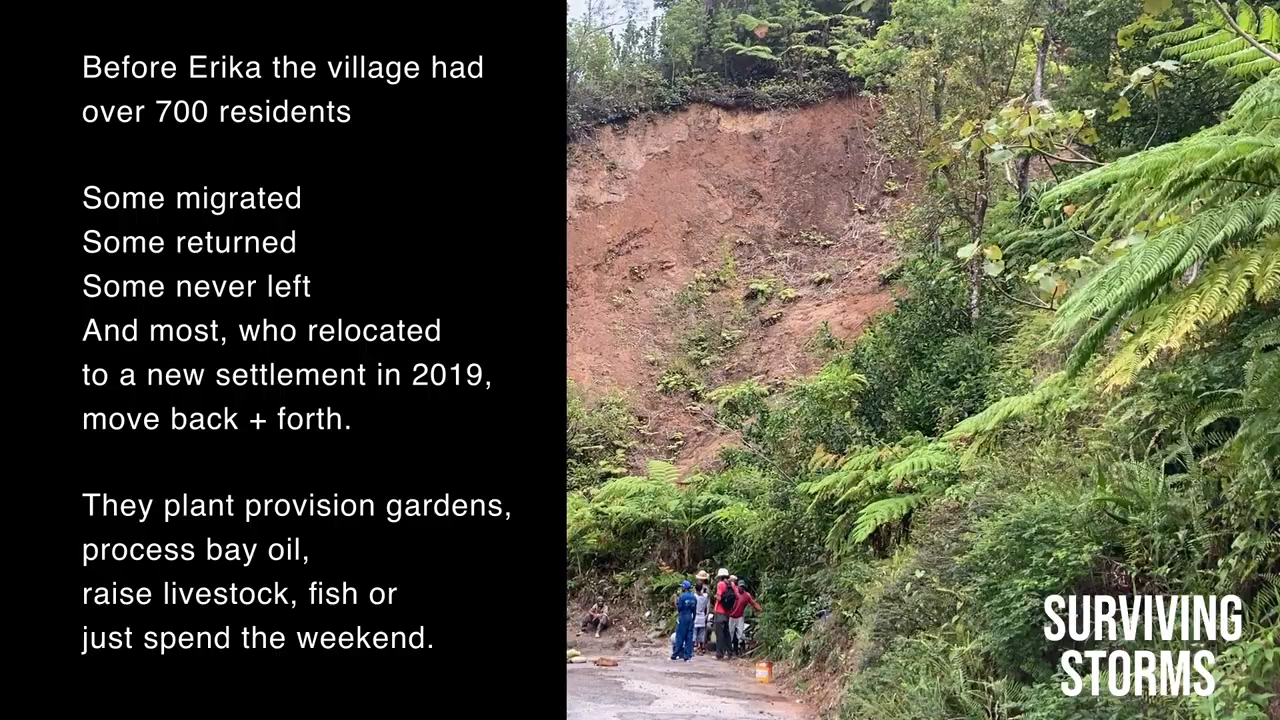 Before Erika the village had
over 700 residents
Some migrated
Some returned
Some never left
And most, who relocated
to a new settlement in 2019,
move back + forth.
They plant provision gardens,
process bay oil,
raise livestock, fish or
just spend the weekend.
SURVIVING
STORMS